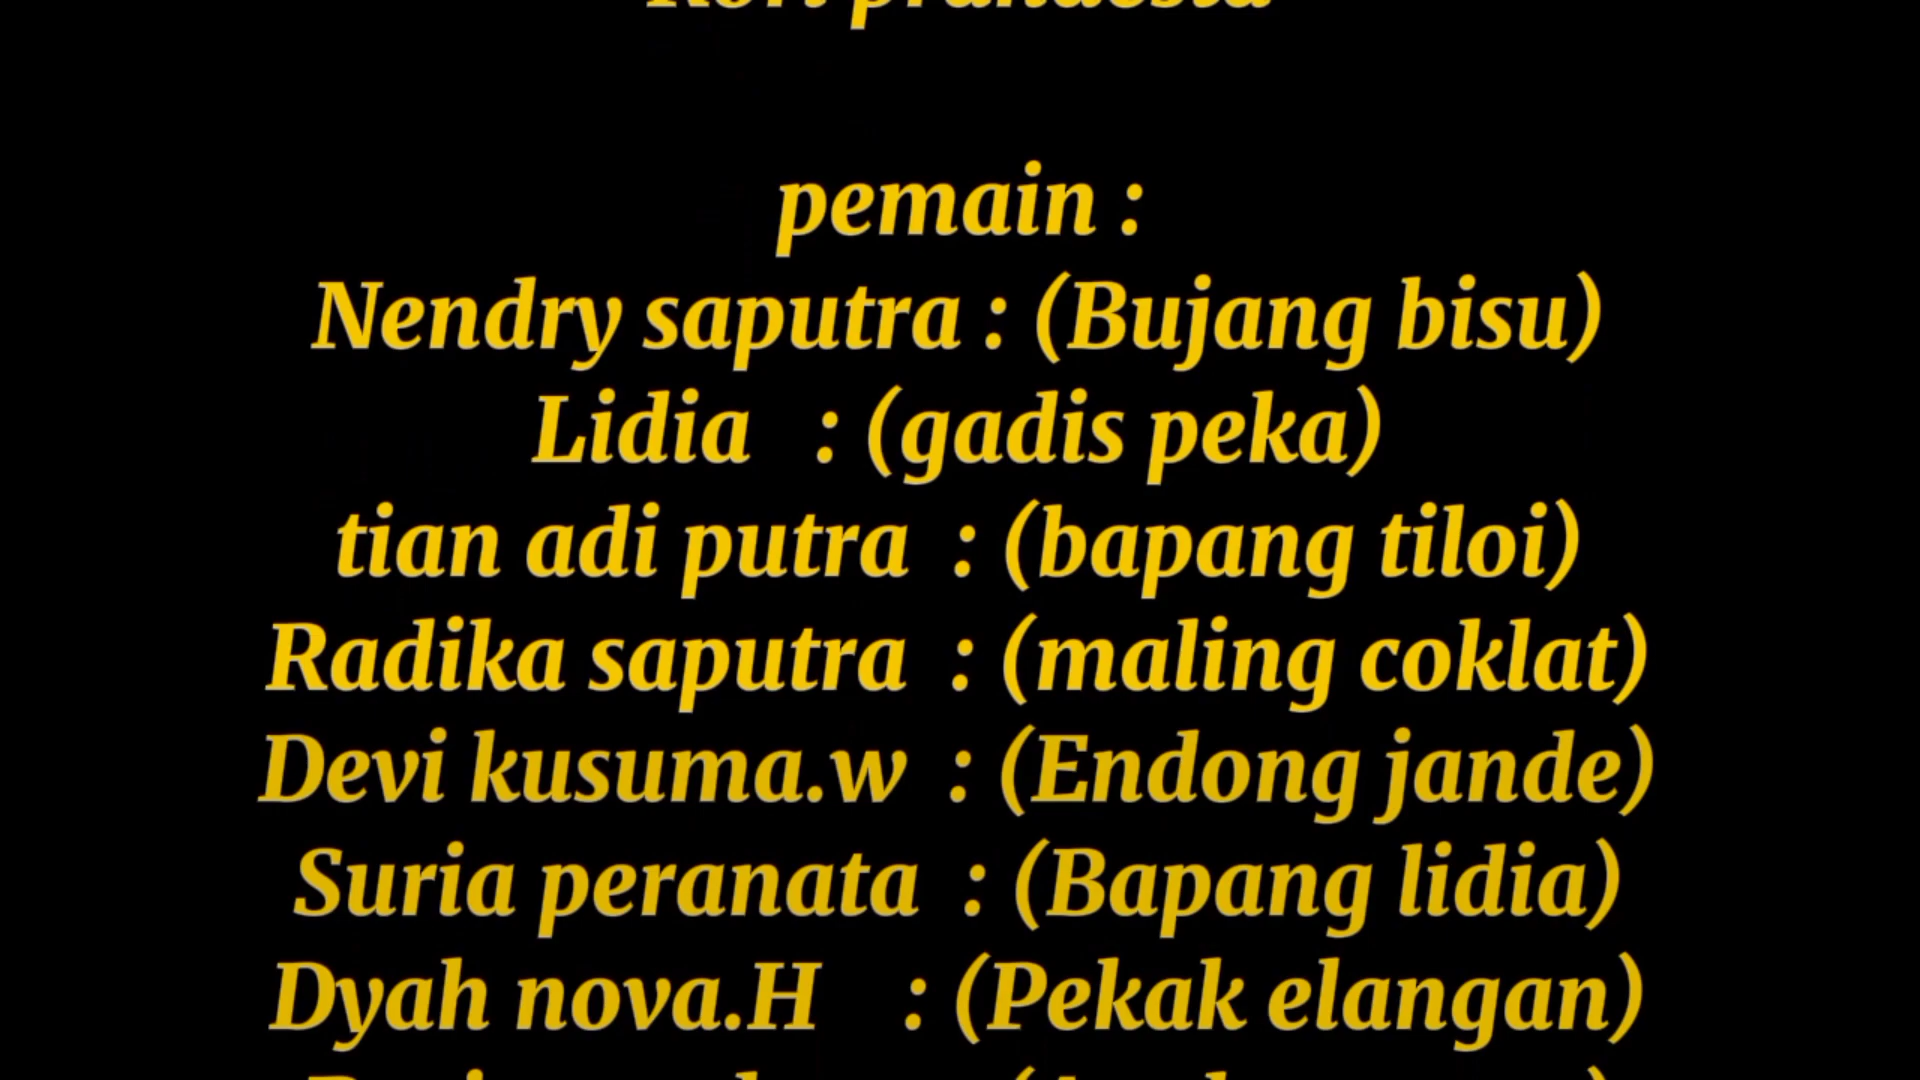 pemain :
Nendry saputra : (Bujang bisu)
Lidia : (gadis peka)
tian adi putra : (bapang tiloi)
Radika saputra : (maling coklat)
Devi kusuma.w : (Endong jande)
Suria peranata : (Bapang lidia)
Dyah nova.H : (Pekak elangan)